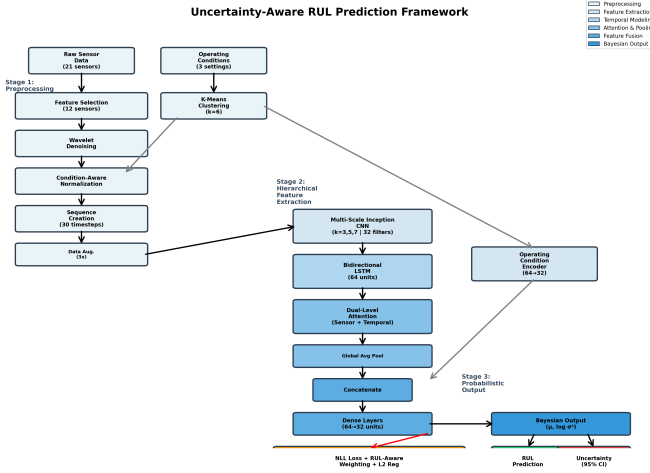 Uncertainty-Aware RUL Prediction Framework
Preprocessing
Feature Extractio
Temporal Modelin
Attention & Pooli
Feature Fusion
Bayesian Output
Raw Sensor
Data
(21 sensors)
Operating
Conditions
(3 settings)
Stage 1:
Preprocessing
Feature Selection
(12 sensors)
K-Means
Clustering
(k=6)
Wavelet
Denoising
Condition-Aware
Normalization
Sequence
Creation
(30 timesteps)
Data Aug.
(3x)
Stage 2:
Hierarchical
Feature
Extraction
Multi-Scale Inception
CNN
(k=3,5,7 | 32 filters)
Bidirectional
LSTM
(64 units)
Operating
Condition
Encoder
(64→32)
Dual-Level
Attention
(Sensor + Temporal)
Global Avg Pool
Concatenate
Stage 3:
Probabilistic
Output
Dense Layers
(64→32 units)
Bayesian Output
(μ, log σ²)
NLL Loss + RUL-Aware
Weighting + L2 Reg
RUL
Prediction
Uncertainty
(95% CI)